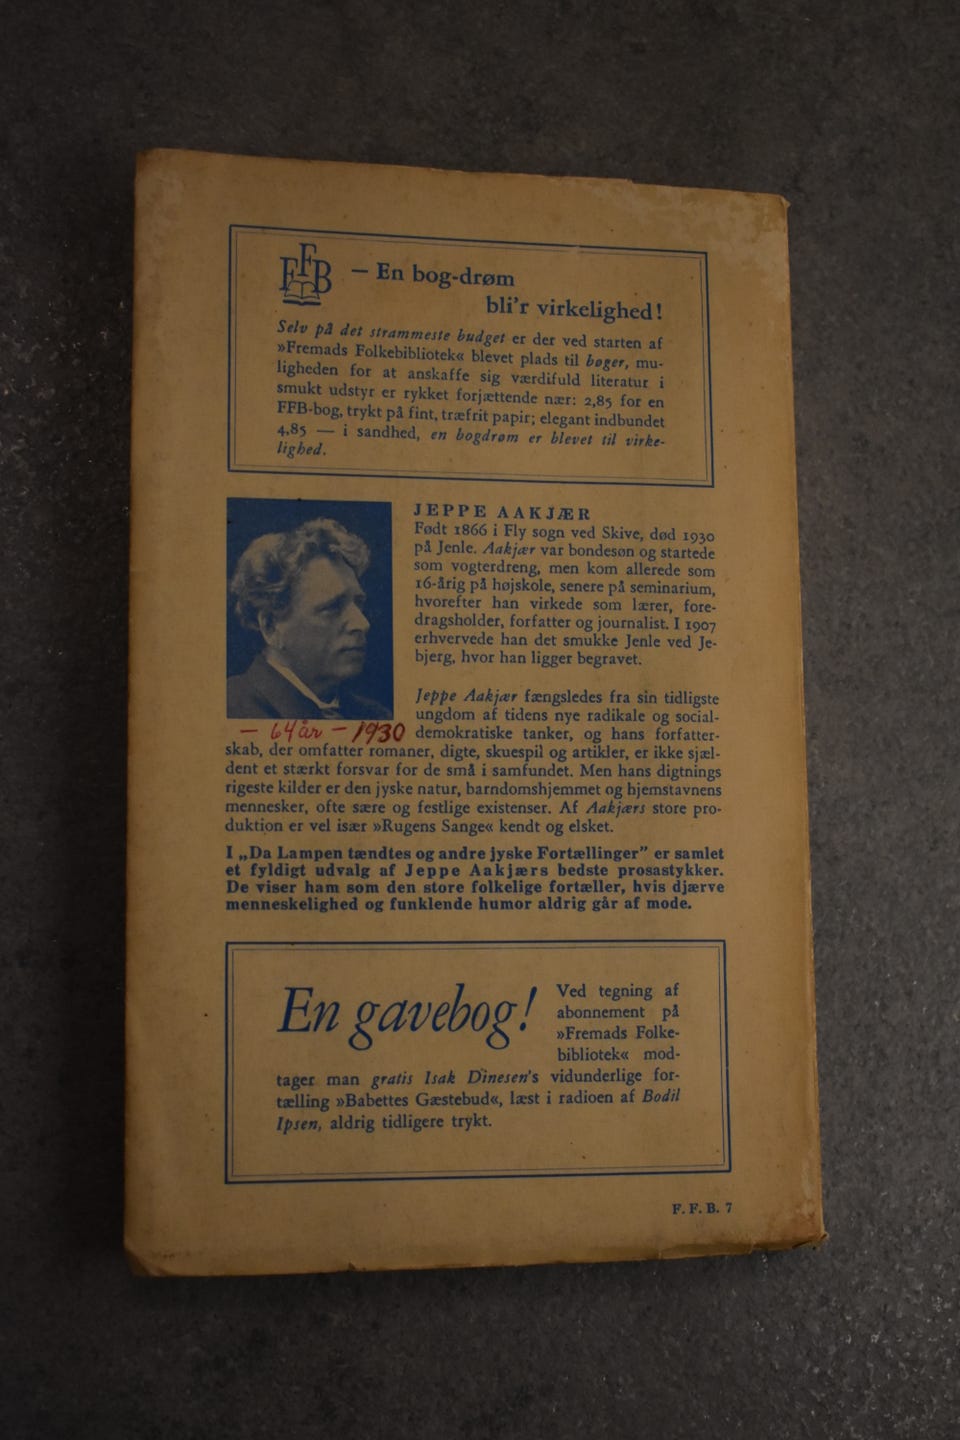 FFB
— En bog-drøm
bli'r virkelighed!
Selv på det strammeste budget er der ved starten af
»Fremads Folkebibliotek« blevet plads til bøger, mu-
ligheden for at anskaffe sig værdifuld literatur i
smukt udstyr er rykket forjættende nær: 2,85 for en
FFB-bog, trykt på fint, træfrit papir; elegant indbundet
4,85 — i sandhed, en bogdrøm er blevet til virke-
lighed.
JEPPE AAKJÆR
Født 1866 i Fly sogn ved Skive, død 1930
på Jenle. Aakjær var bondesøn og startede
som vogterdreng, men kom allerede som
16-årig på højskole, senere på seminarium,
hvorefter han virkede som lærer, fore-
dragsholder, forfatter og journalist. I 1907
erhvervede han det smukke Jenle ved Je-
bjerg, hvor han ligger begravet.
Jeppe Aakjær fængsledes fra sin tidligste
ungdom af tidens nye radikale og social-
— 64 år — 1930
demokratiske tanker, og hans forfatter-
skab, der omfatter romaner, digte, skuespil og artikler, er ikke sjæl-
dent et stærkt forsvar for de små i samfundet. Men hans digtnings
rigeste kilder er den jyske natur, barndomshjemmet og hjemstavnens
mennesker, ofte sære og festlige existenser. Af Aakjærs store pro-
duktion er vel især »Rugens Sange« kendt og elsket.
I „Da Lampen tændtes og andre jyske Fortællinger” er samlet
et fyldigt udvalg af Jeppe Aakjærs bedste prosastykker.
De viser ham som den store folkelige fortæller, hvis djærve
menneskelighed og funklende humor aldrig går af mode.
En gavebog!
Ved tegning af
abonnement på
»Fremads Folke-
bibliotek« mod-
tager man gratis Isak Dinesen's vidunderlige for-
tælling »Babettes Gæstebud«, læst i radioen af Bodil
Ipsen, aldrig tidligere trykt.
F. F. B. 7